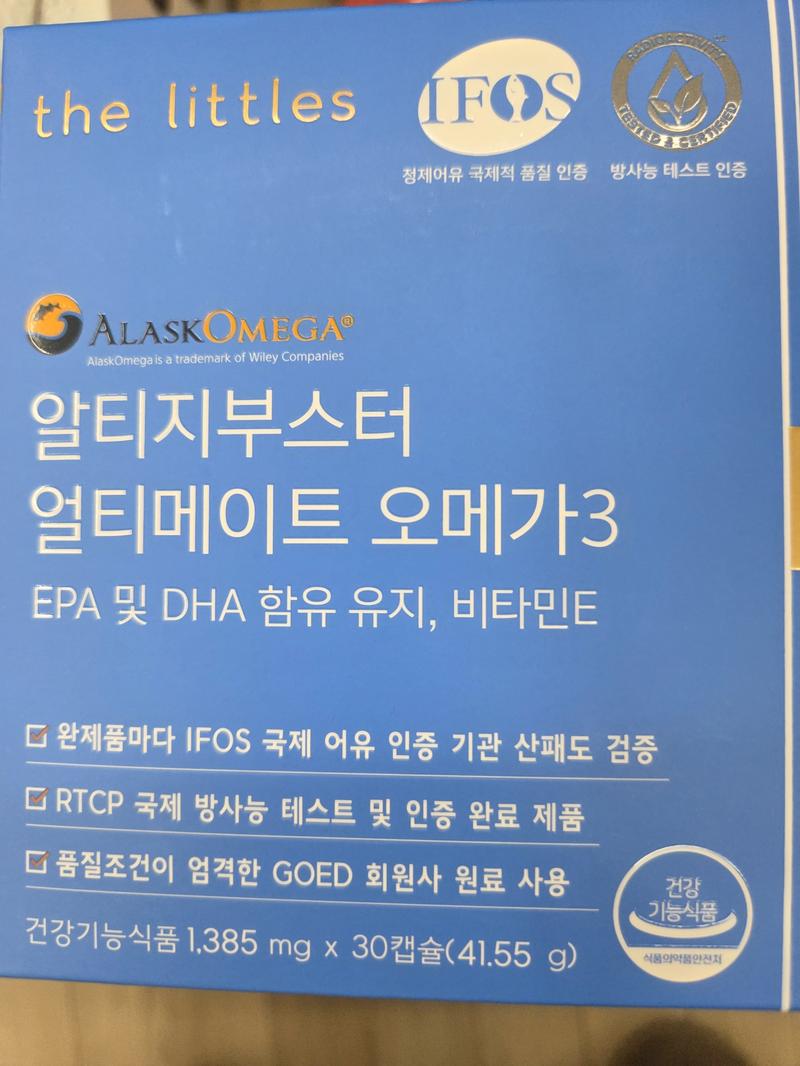 the littles
IFOS
정제어유 국제적 품질 인증
RADIOACTIVITY
TESTED & CERTIFIED
방사능 테스트 인증
ALASKOMEGA®
AlaskOmega is a trademark of Wiley Companies
알티지부스터
얼티메이트 오메가3
EPA 및 DHA 함유 유지, 비타민E
완제품마다 IFOS 국제 어유 인증 기관 산패도 검증
RTCP 국제 방사능 테스트 및 인증 완료 제품
품질조건이 엄격한 GOED 회원사 원료 사용
건강기능식품 1,385 mg x 30캡슐(41.55 g)
건강
기능식품
식품의약품안전처